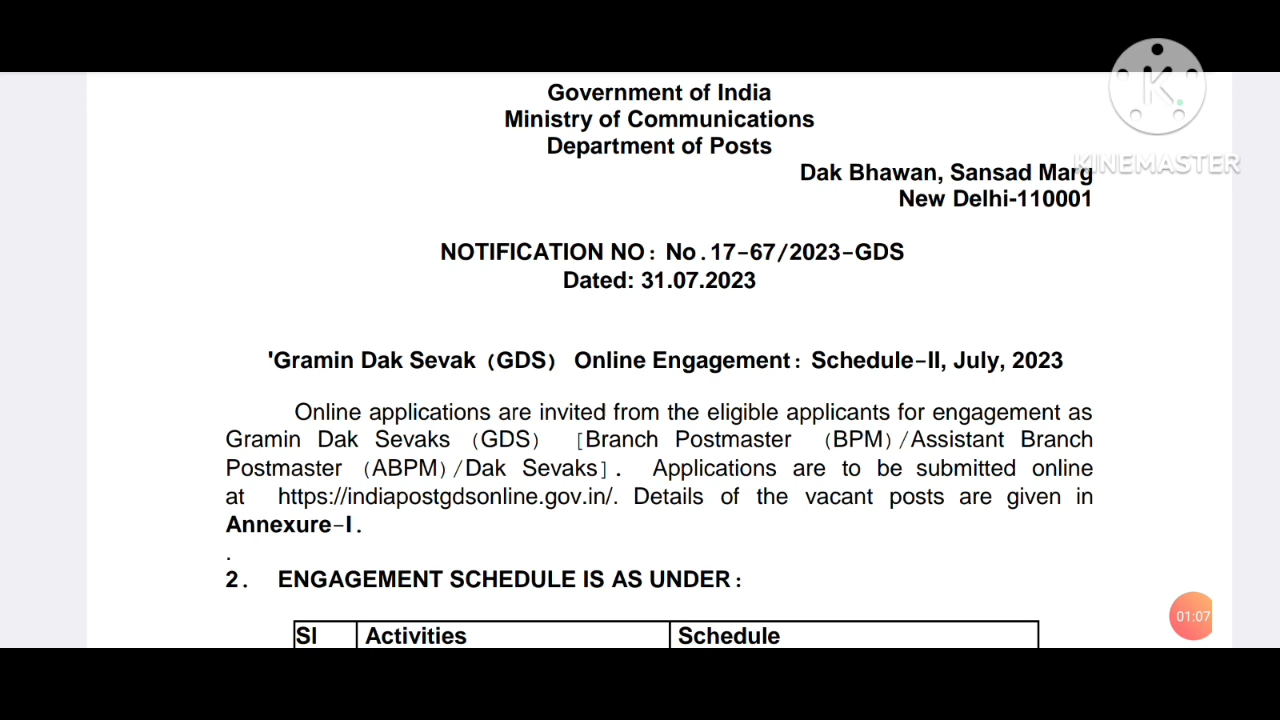 Government of India
Ministry of Communications
Department of Posts
Dak Bhawan, Sansad Marg
New Delhi-110001
KINEMASTER
NOTIFICATION NO: No.17-67/2023-GDS
Dated: 31.07.2023
'Gramin Dak Sevak (GDS) Online Engagement: Schedule-II, July, 2023
Online applications are invited from the eligible applicants for engagement as
Gramin Dak Sevaks (GDS) [Branch Postmaster (BPM)/Assistant Branch
Postmaster (ABPM)/Dak Sevaks]. Applications are to be submitted online
at https://indiapostgdsonline.gov.in/. Details of the vacant posts are given in
Annexure-I.
.
2. ENGAGEMENT SCHEDULE IS AS UNDER:
Sl Activities Schedule
01:07